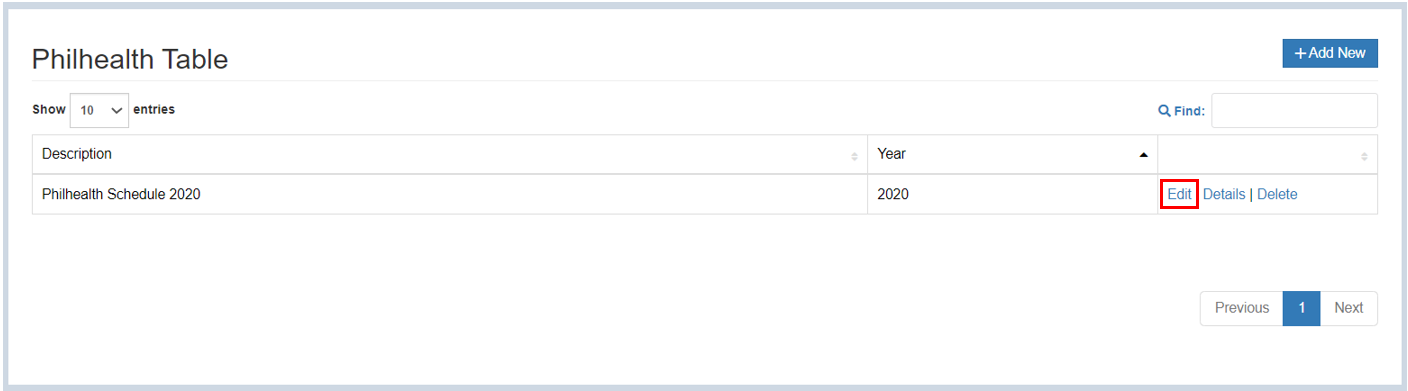 Philhealth Table
+ Add New
Show 10 entries
Find:
Description Year
Philhealth Schedule 2020 2020 Edit Details | Delete
Previous 1 Next